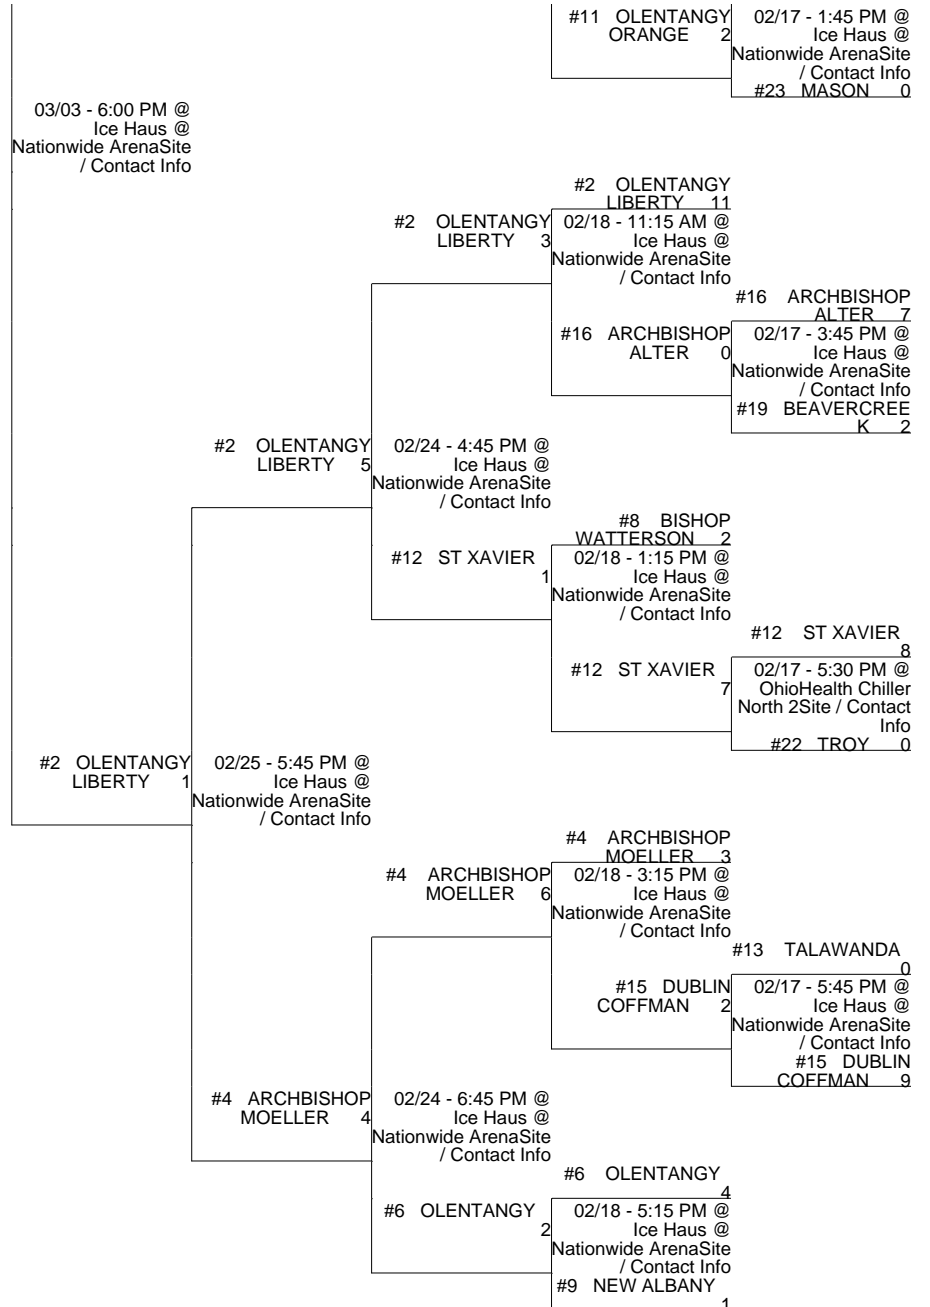 #11 OLENTANGY
ORANGE 2
02/17 - 1:45 PM @
Ice Haus @
Nationwide ArenaSite
/ Contact Info
#23 MASON 0
03/03 - 6:00 PM @
Ice Haus @
Nationwide ArenaSite
/ Contact Info
#2 OLENTANGY
LIBERTY 11
#2 OLENTANGY
LIBERTY 3
02/18 - 11:15 AM @
Ice Haus @
Nationwide ArenaSite
/ Contact Info
#16 ARCHBISHOP
ALTER 7
#16 ARCHBISHOP
ALTER 0
02/17 - 3:45 PM @
Ice Haus @
Nationwide ArenaSite
/ Contact Info
#19 BEAVERCREE
K 2
#2 OLENTANGY
LIBERTY 5
02/24 - 4:45 PM @
Ice Haus @
Nationwide ArenaSite
/ Contact Info
#8 BISHOP
WATTERSON 2
#12 ST XAVIER
1
02/18 - 1:15 PM @
Ice Haus @
Nationwide ArenaSite
/ Contact Info
#12 ST XAVIER
8
#12 ST XAVIER
7
02/17 - 5:30 PM @
OhioHealth Chiller
North 2Site / Contact
Info
#22 TROY 0
#2 OLENTANGY
LIBERTY 1
02/25 - 5:45 PM @
Ice Haus @
Nationwide ArenaSite
/ Contact Info
#4 ARCHBISHOP
MOELLER 3
#4 ARCHBISHOP
MOELLER 6
02/18 - 3:15 PM @
Ice Haus @
Nationwide ArenaSite
/ Contact Info
#13 TALAWANDA
0
#15 DUBLIN
COFFMAN 2
02/17 - 5:45 PM @
Ice Haus @
Nationwide ArenaSite
/ Contact Info
#15 DUBLIN
COFFMAN 9
#4 ARCHBISHOP
MOELLER 4
02/24 - 6:45 PM @
Ice Haus @
Nationwide ArenaSite
/ Contact Info
#6 OLENTANGY
4
#6 OLENTANGY
2
02/18 - 5:15 PM @
Ice Haus @
Nationwide ArenaSite
/ Contact Info
#9 NEW ALBANY
1